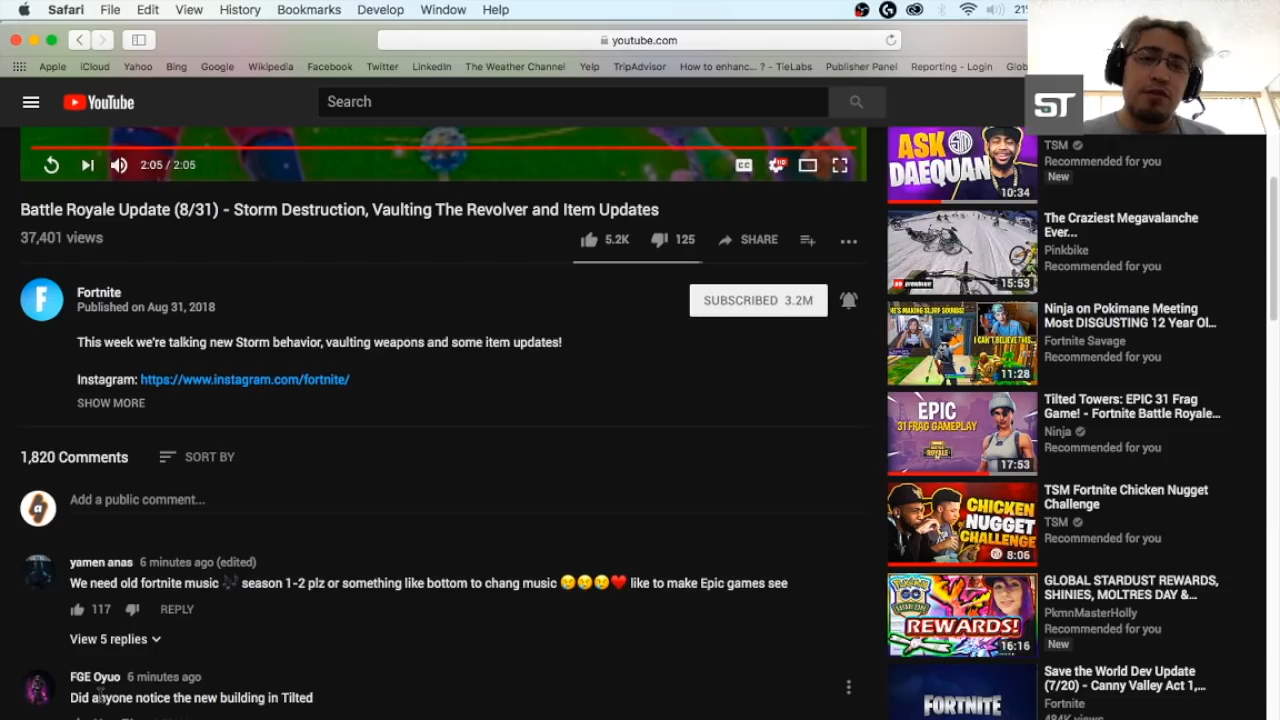 Safari File Edit View History Bookmarks Develop Window Help
21
youtube.com
Apple iCloud Yahoo Bing Google Wikipedia Facebook Twitter LinkedIn The Weather Channel Yelp TripAdvisor How to enhanc... ? - TieLabs Publisher Panel Reporting - Login Glob
ST
YouTube
Search
2:05 / 2:05
CC
HD
Battle Royale Update (8/31) - Storm Destruction, Vaulting The Revolver and Item Updates
37,401 views
5.2K 125 SHARE
Fortnite
Published on Aug 31, 2018
SUBSCRIBED 3.2M
This week we're talking new Storm behavior, vaulting weapons and some item updates!
Instagram: https://www.instagram.com/fortnite/
SHOW MORE
1,820 Comments SORT BY
Add a public comment...
yamen anas 6 minutes ago (edited)
We need old fortnite music 🎶 season 1-2 plz or something like bottom to chang music 😢😢😢❤️ like to make Epic games see
117 REPLY
View 5 replies
FGE Oyuo 6 minutes ago
Did anyone notice the new building in Tilted
ASK
TSM
DAEQUAN
10:34
TSM
Recommended for you
New
15:53
The Craziest Megavalanche
Ever...
Pinkbike
Recommended for you
I CAN'T BELIEVE THIS...
11:28
Ninja on Pokimane Meeting
Most DISGUSTING 12 Year Ol...
Fortnite Savage
Recommended for you
EPIC
31 FRAG GAMEPLAY
17:53
Tilted Towers: EPIC 31 Frag
Game! - Fortnite Battle Royale...
Ninja
Recommended for you
CHICKEN
NUGGET
CHALLENGE
8:06
TSM Fortnite Chicken Nugget
Challenge
TSM
Recommended for you
REWARDS!
16:16
GLOBAL STARDUST REWARDS,
SHINIES, MOLTRES DAY &...
PkmnMasterHolly
Recommended for you
New
FORTNITE
Save the World Dev Update
(7/20) - Canny Valley Act 1,...
Fortnite